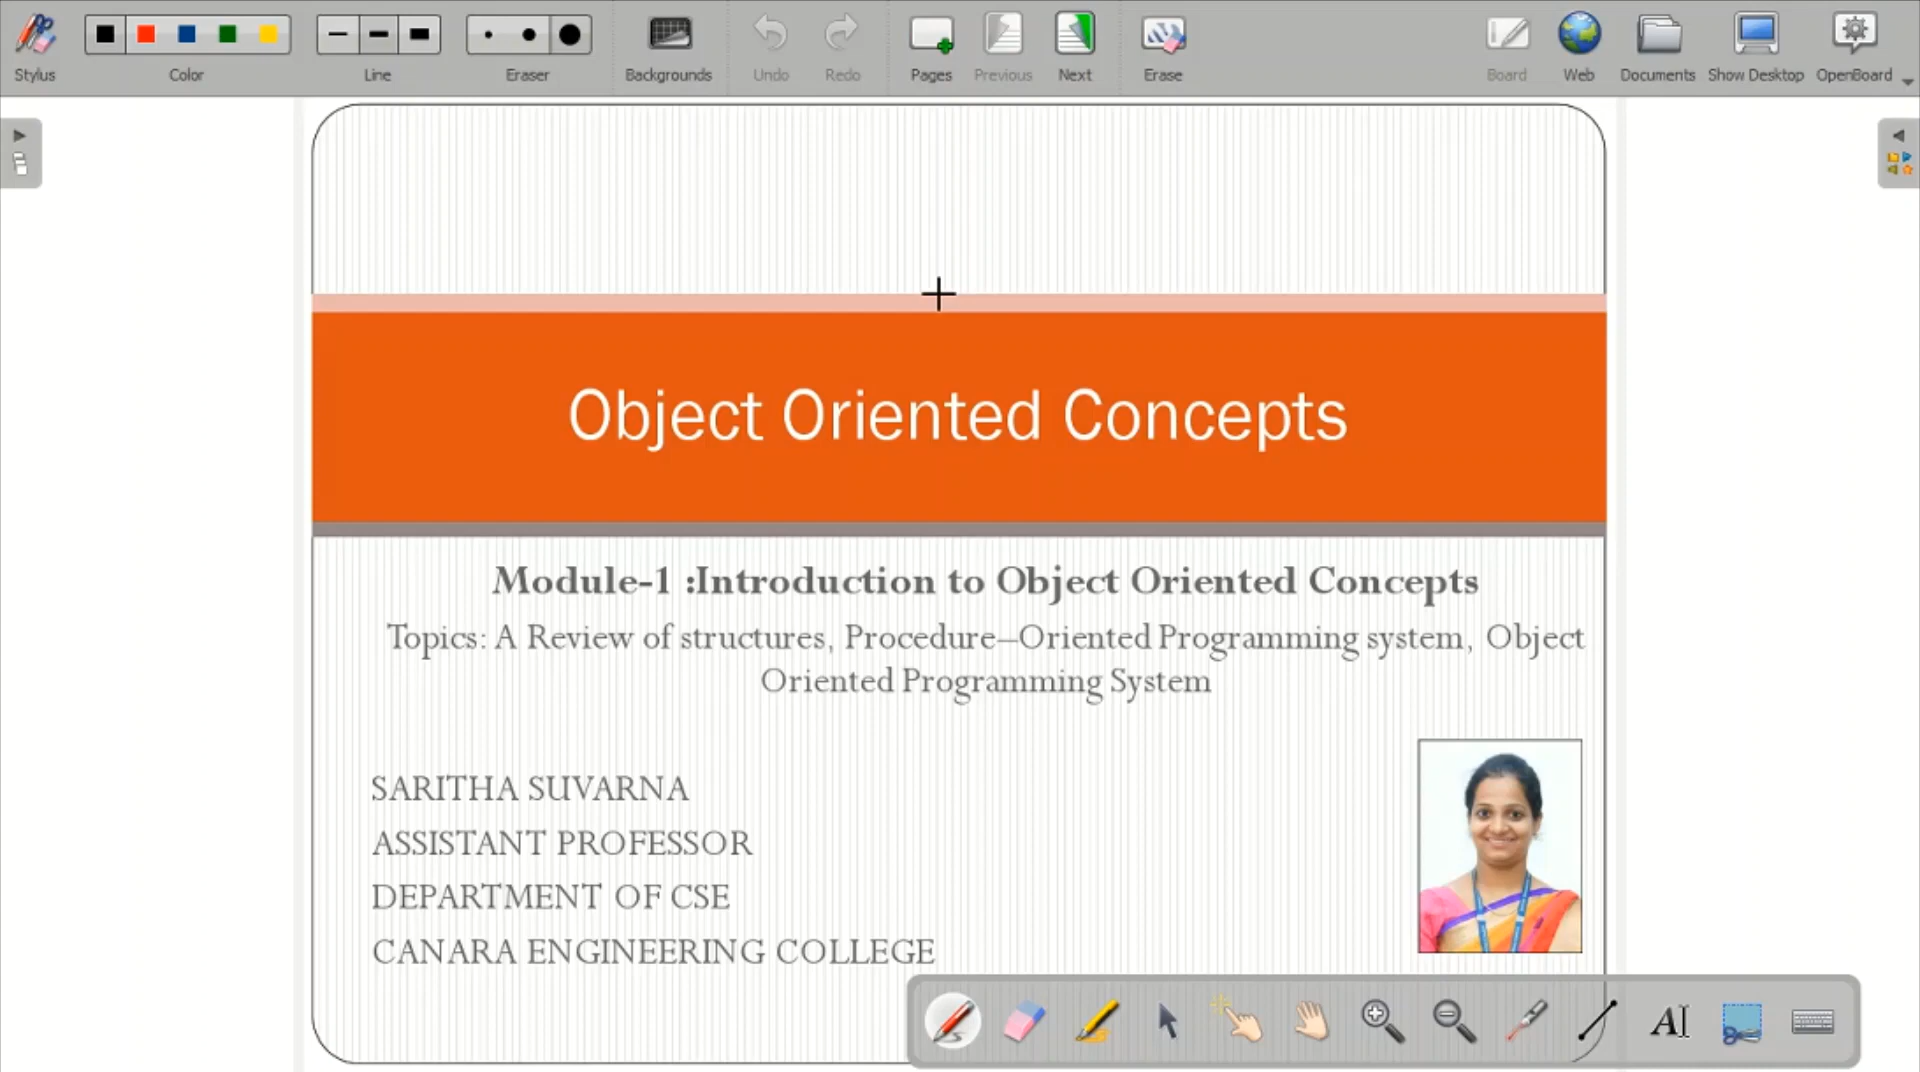 Stylus
Color
Line
Eraser
Backgrounds
Undo
Redo
Pages
Previous
Next
Erase
Board
Web
Documents
Show Desktop
OpenBoard
Object Oriented Concepts
Module-1 :Introduction to Object Oriented Concepts
Topics: A Review of structures, Procedure–Oriented Programming system, Object
Oriented Programming System
SARITHA SUVARNA
ASSISTANT PROFESSOR
DEPARTMENT OF CSE
CANARA ENGINEERING COLLEGE